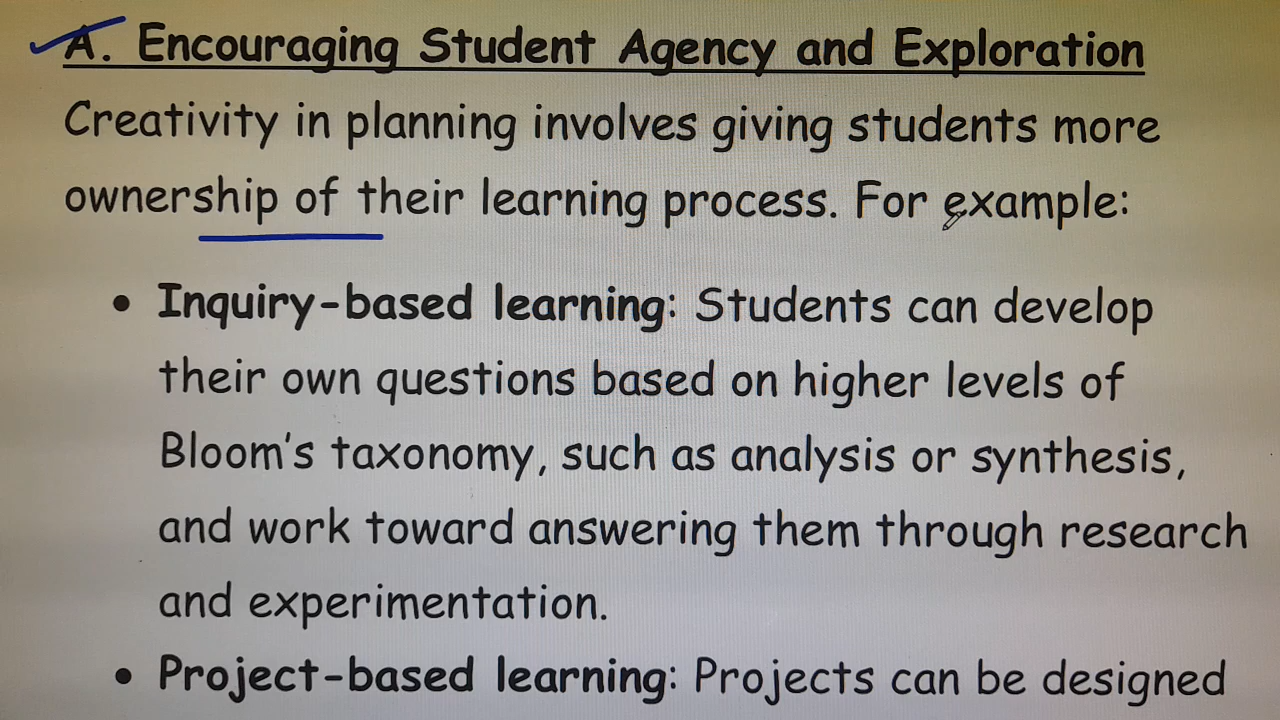 A. Encouraging Student Agency and Exploration
Creativity in planning involves giving students more
ownership of their learning process. For example:
• Inquiry-based learning: Students can develop
their own questions based on higher levels of
Bloom's taxonomy, such as analysis or synthesis,
and work toward answering them through research
and experimentation.
• Project-based learning: Projects can be designed